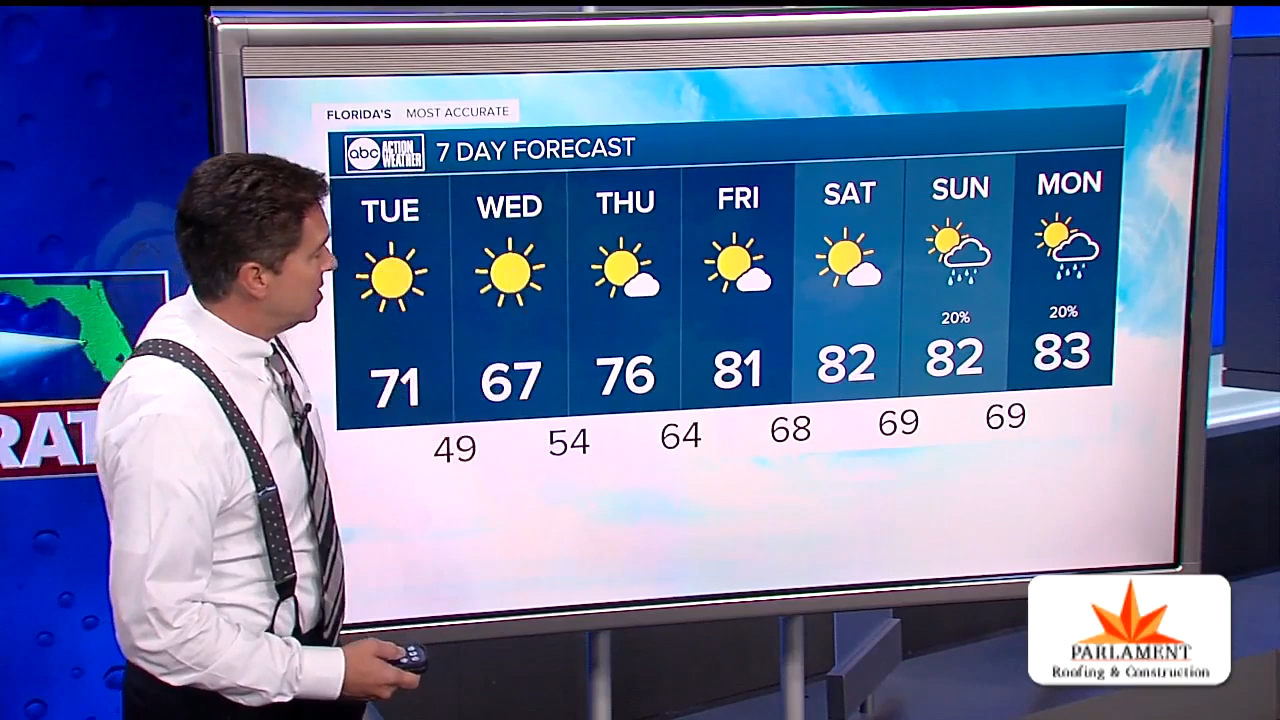 FLORIDA'S MOST ACCURATE
abc ACTION WEATHER 7 DAY FORECAST
TUE WED THU FRI SAT SUN MON
20% 20%
71 67 76 81 82 82 83
49 54 64 68 69 69
RAT
PARLAMENT
Roofing & Construction